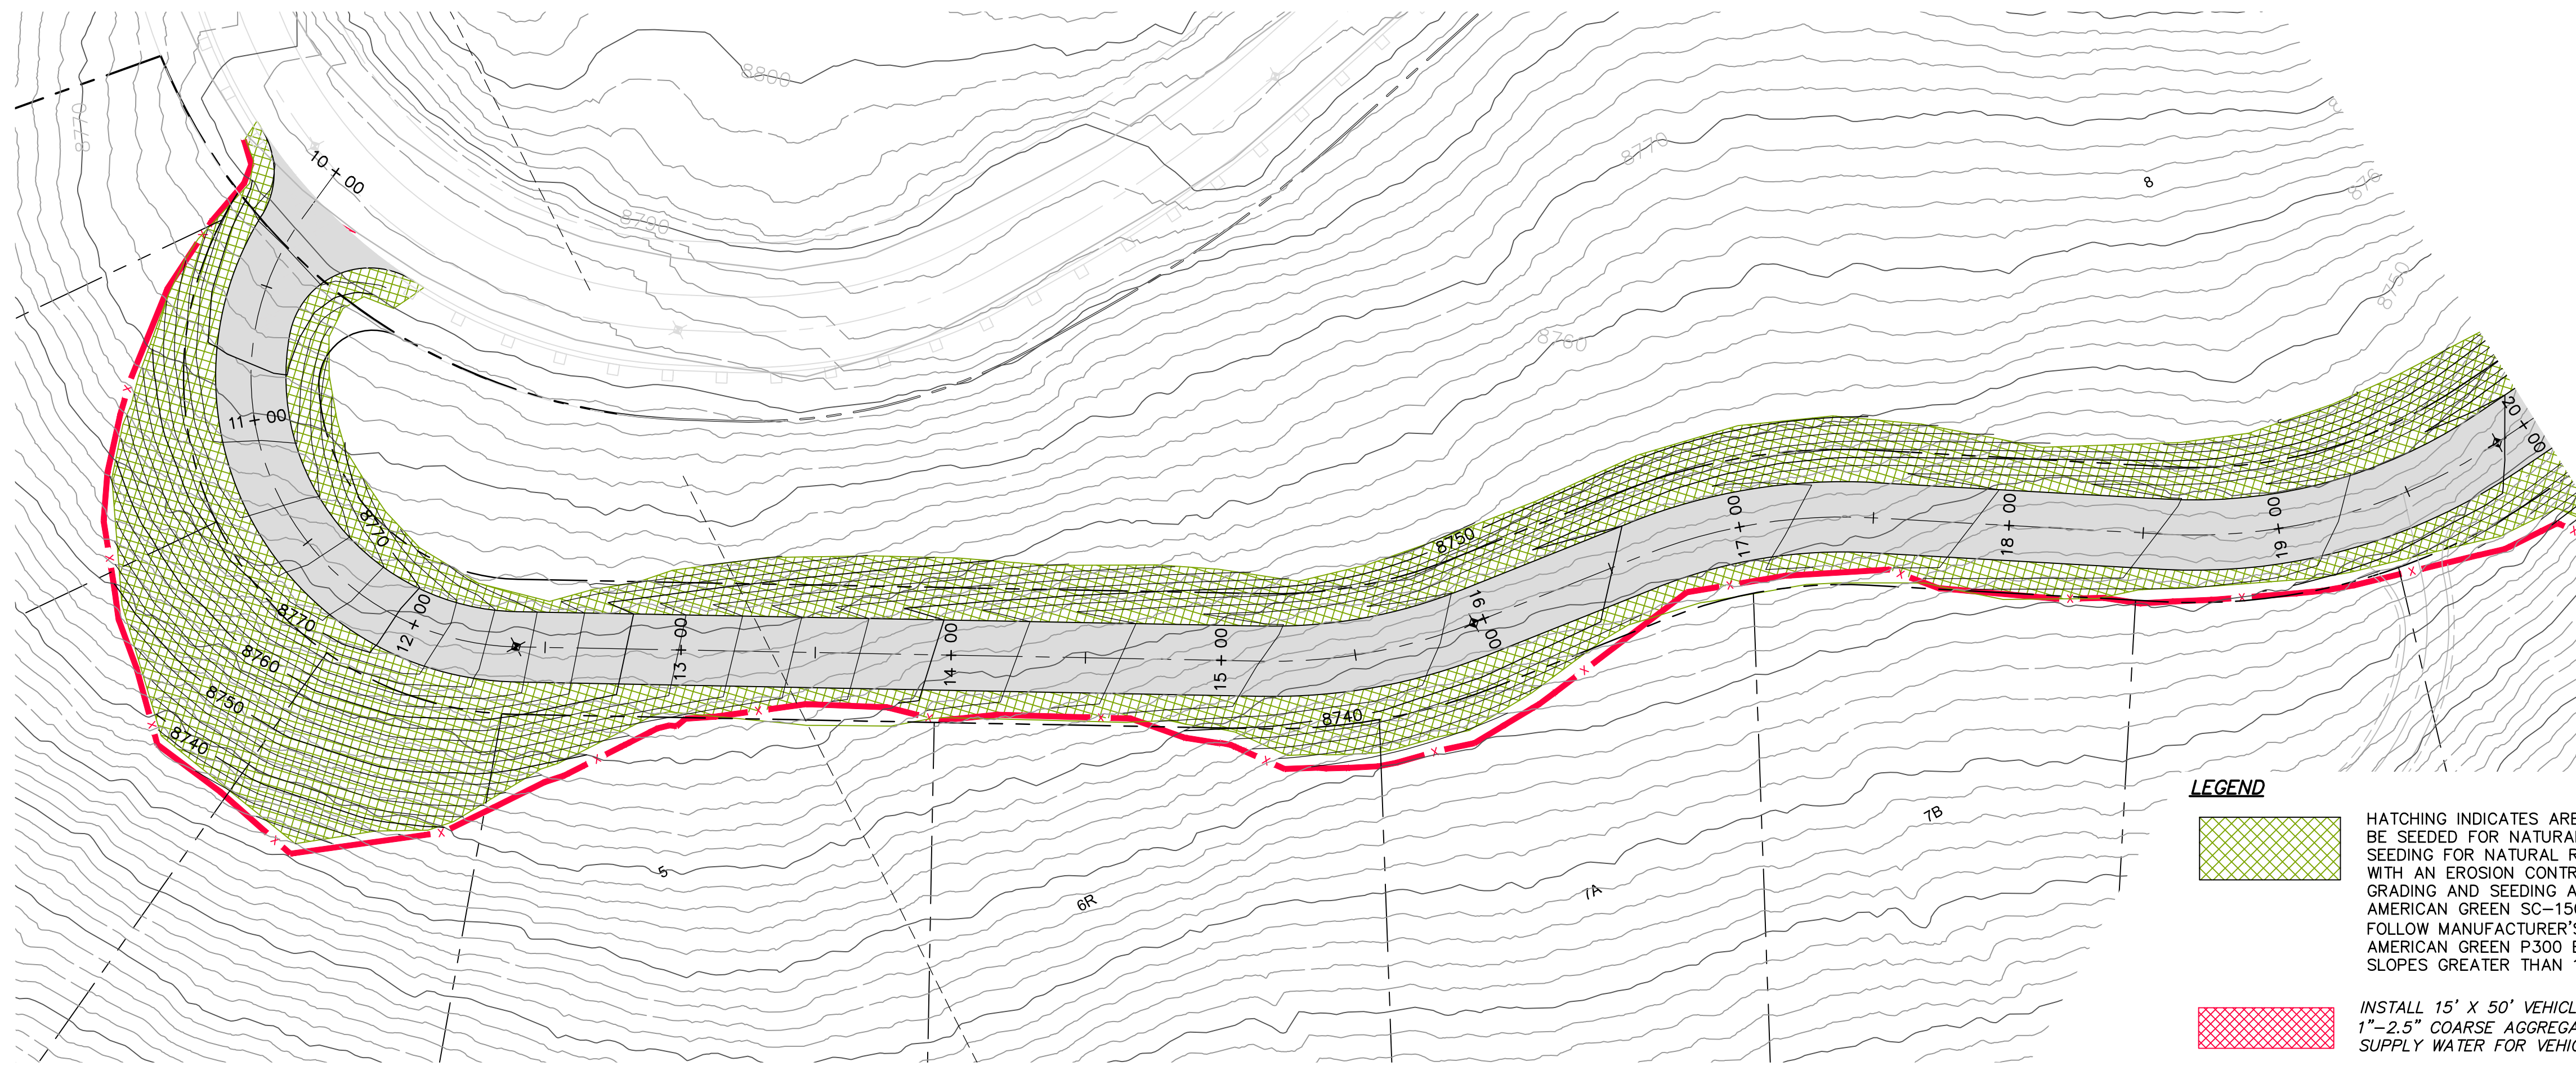 8800
8770
10 + 00
8790
8770
8
876
8750
8760
11 + 00
20 + 00
8770
8750
17 + 00
18 + 00
19 + 00
8770
12 + 00
13 + 00
14 + 00
15 + 00
16 + 00
8760
8750
8740
8740
5
6R
7A
7B
LEGEND
HATCHING INDICATES ARE
BE SEEDED FOR NATURAL
SEEDING FOR NATURAL R
WITH AN EROSION CONTR
GRADING AND SEEDING A
AMERICAN GREEN SC-150
FOLLOW MANUFACTURER'S
AMERICAN GREEN P300 E
SLOPES GREATER THAN 1
INSTALL 15' X 50' VEHICL
1"-2.5" COARSE AGGREGA
SUPPLY WATER FOR VEHIC